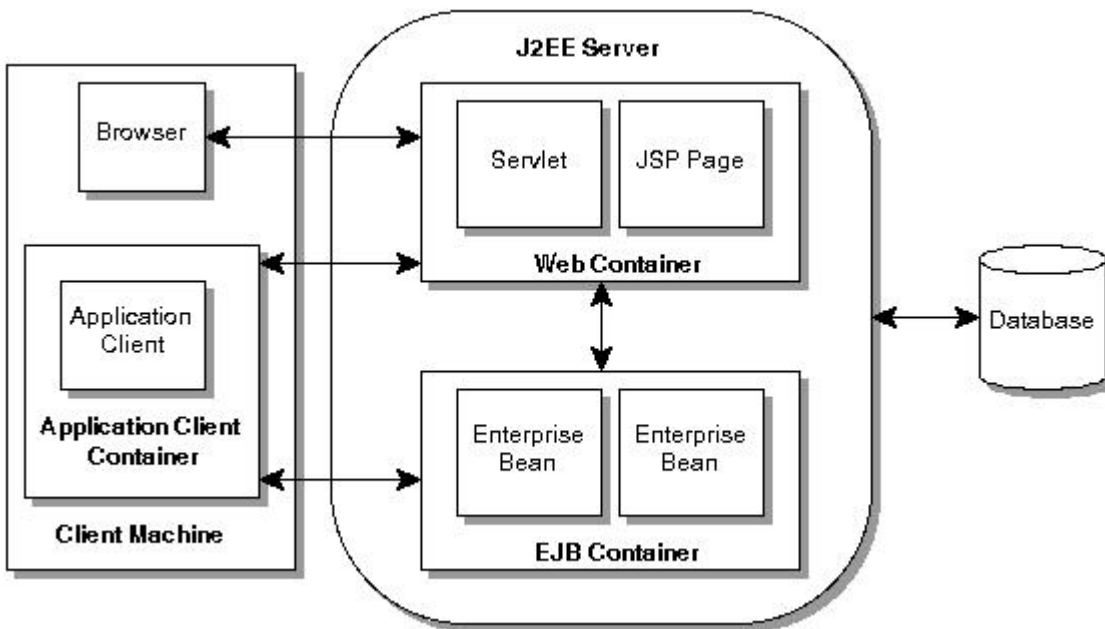 J2EE Server
Browser
Servlet
JSP Page
Web Container
Application
Client
Application Client
Container
Client Machine
Enterprise
Bean
Enterprise
Bean
EJB Container
Database